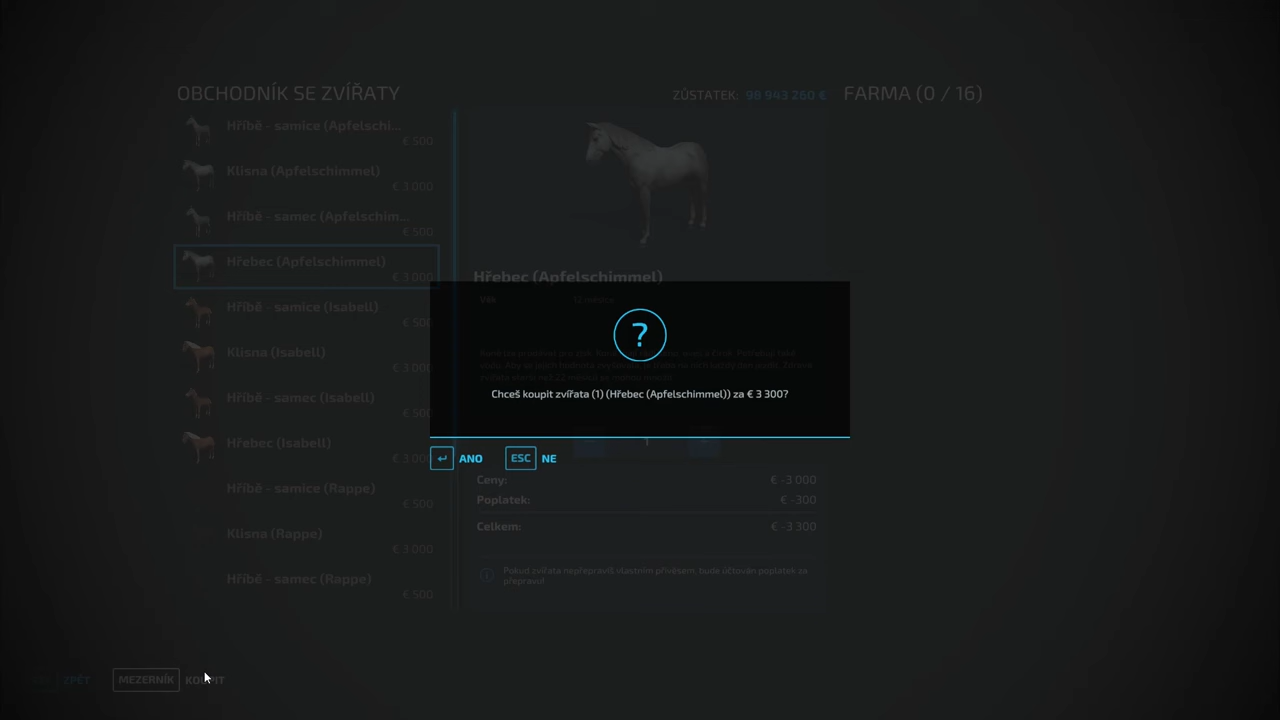 OBCHODNÍK SE ZVÍŘATY
ZŮSTATEK: 98 943 260 €
FARMA (0 / 16)
Hříbě - samice (Apfelschi...
€ 500
Klisna (Apfelschimmel)
€ 3 000
Hříbě - samec (Apfelschim...
€ 500
Hřebec (Apfelschimmel)
€ 3 000
Hříbě - samice (Isabell)
€ 500
Klisna (Isabell)
€ 3 000
Hříbě - samec (Isabell)
€ 500
Hřebec (Isabell)
€ 3 000
Hříbě - samice (Rappe)
€ 500
Klisna (Rappe)
€ 3 000
Hříbě - samec (Rappe)
€ 500
Hřebec (Apfelschimmel)
Věk 12 měsíce
?
Chceš koupit zvířata (1) (Hřebec (Apfelschimmel)) za € 3 300?
1
ANO ESC NE
Ceny: € -3 000
Poplatek: € -300
Celkem: € -3 300
Pokud zvířata nepřepravíš vlastním přívěsem, bude účtován poplatek za
přepravu!
ZPĚT MEZERNÍK KOUPIT